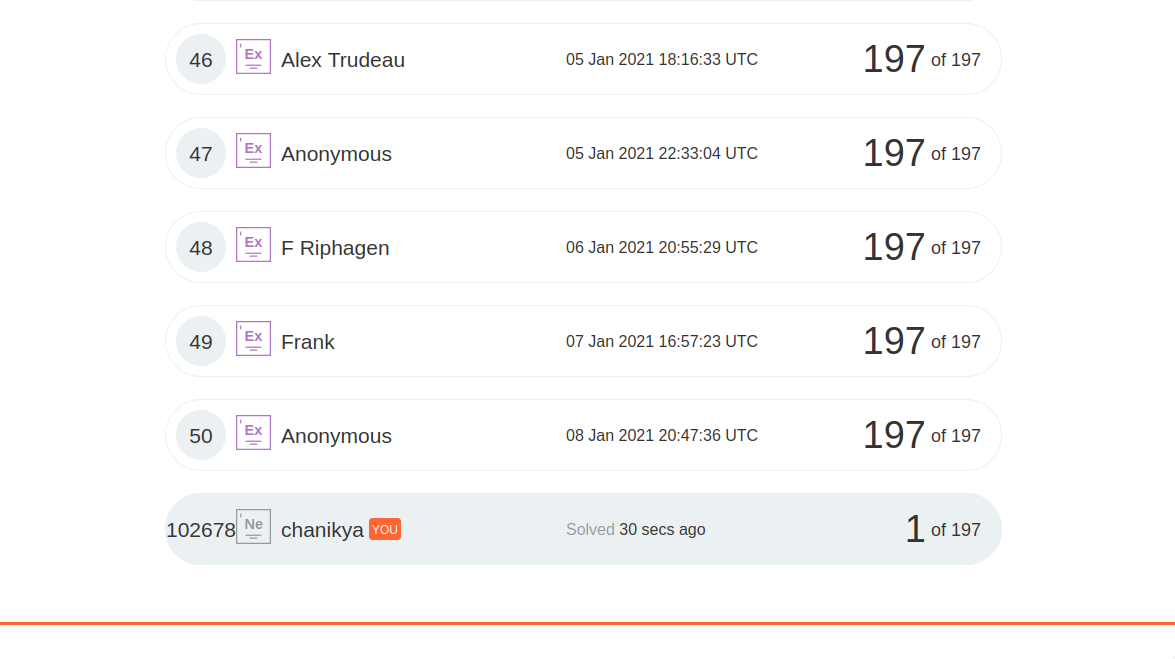 46 Ex Alex Trudeau 05 Jan 2021 18:16:33 UTC 197 of 197
47 Ex Anonymous 05 Jan 2021 22:33:04 UTC 197 of 197
48 Ex F Riphagen 06 Jan 2021 20:55:29 UTC 197 of 197
49 Ex Frank 07 Jan 2021 16:57:23 UTC 197 of 197
50 Ex Anonymous 08 Jan 2021 20:47:36 UTC 197 of 197
102678 Ne chanikya YOU Solved 30 secs ago 1 of 197